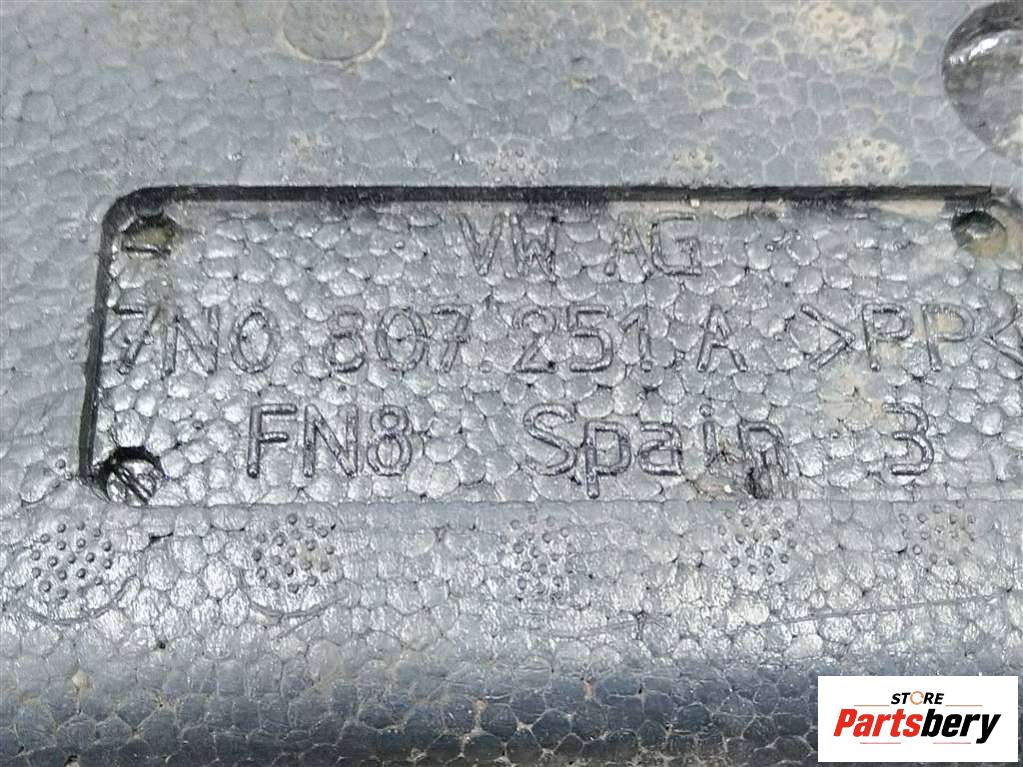 VW AG
7N0.807.251.A >PP<
FN8 Spain 3
STORE
Partsbery